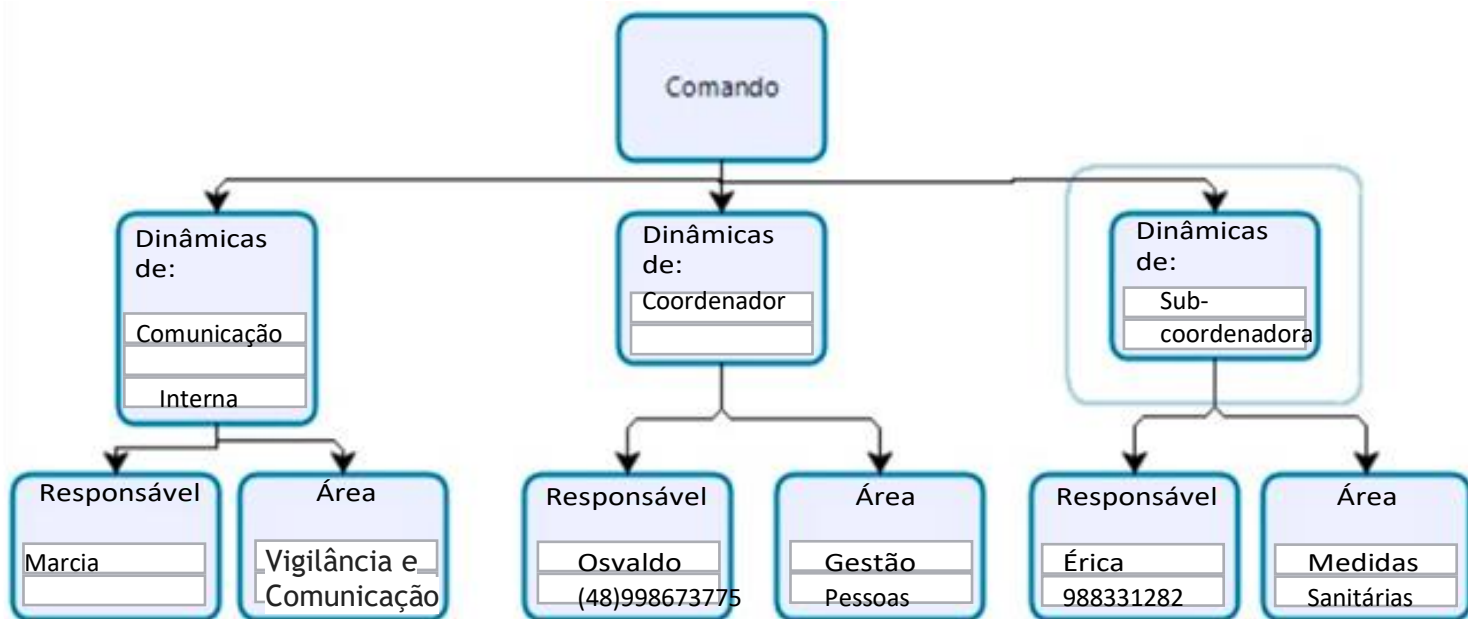 Comando
Dinâmicas
de:
Comunicação
Interna
Dinâmicas
de:
Coordenador
Dinâmicas
de:
Sub-
coordenadora
Responsável
Marcia
Área
Vigilância e
Comunicação
Responsável
Osvaldo
(48)998673775
Área
Gestão
Pessoas
Responsável
Érica
988331282
Área
Medidas
Sanitárias